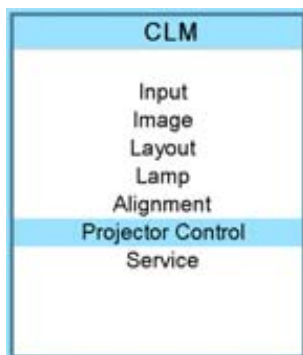 CLM
Input
Image
Layout
Lamp
Alignment
Projector Control
Service